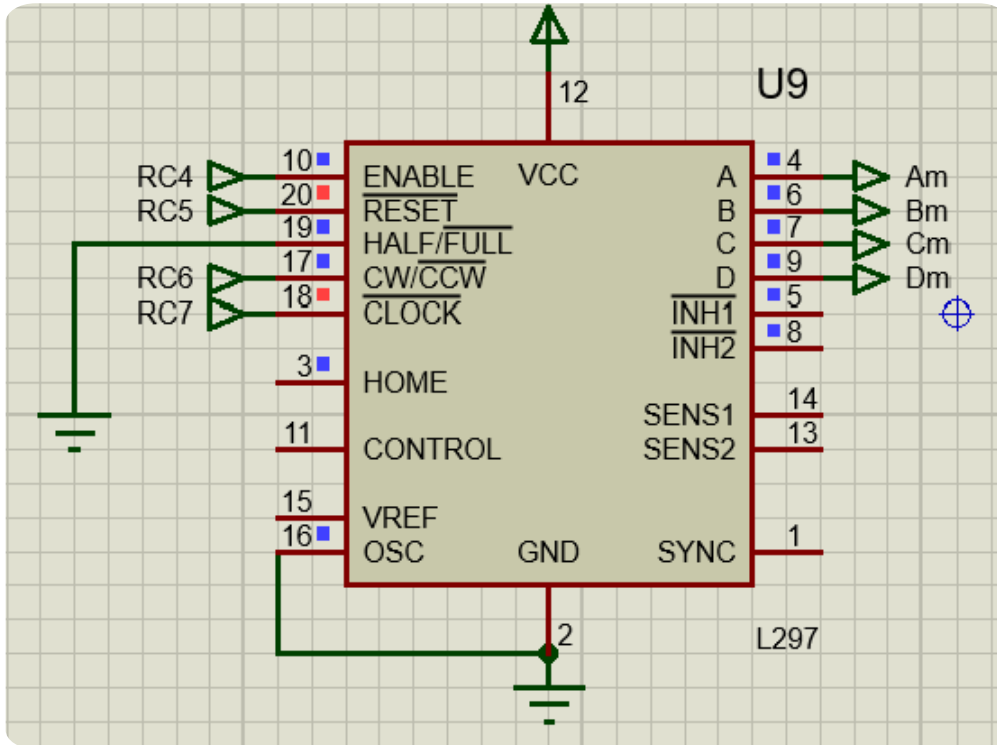 12
U9
RC4 10 ENABLE VCC A 4 Am
RC5 20 RESET B 6 Bm
19 HALF/FULL C 7 Cm
RC6 17 CW/CCW D 9 Dm
RC7 18 CLOCK INH1 5
INH2 8
3 HOME
SENS1 14
11 CONTROL SENS2 13
15 VREF
16 OSC GND SYNC 1
2
L297